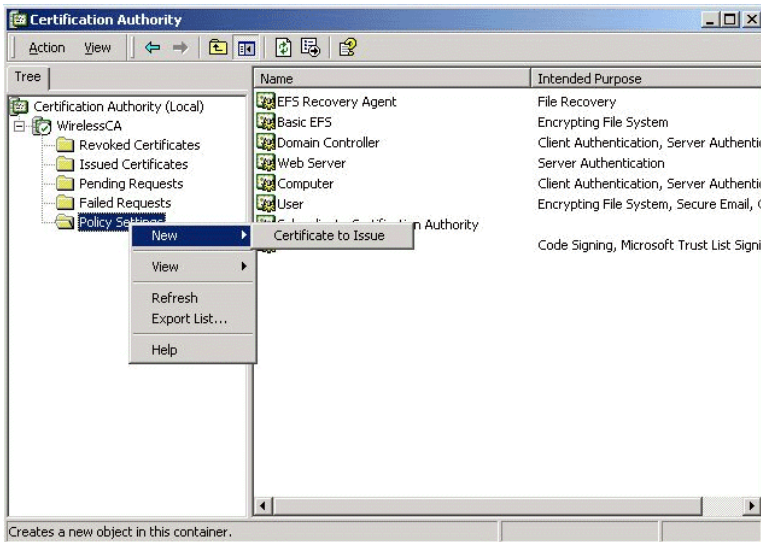 Certification Authority
Action View
Tree
Name Intended Purpose
Certification Authority (Local)
WirelessCA
Revoked Certificates
Issued Certificates
Pending Requests
Failed Requests
Policy
EFS Recovery Agent File Recovery
Basic EFS Encrypting File System
Domain Controller Client Authentication, Server Authenti
Web Server Server Authentication
Computer Client Authentication, Server Authenti
User Encrypting File System, Secure Email,
Authority
Code Signing, Microsoft Trust List Signi
New Certificate to Issue
View
Refresh
Export List...
Help
Creates a new object in this container.